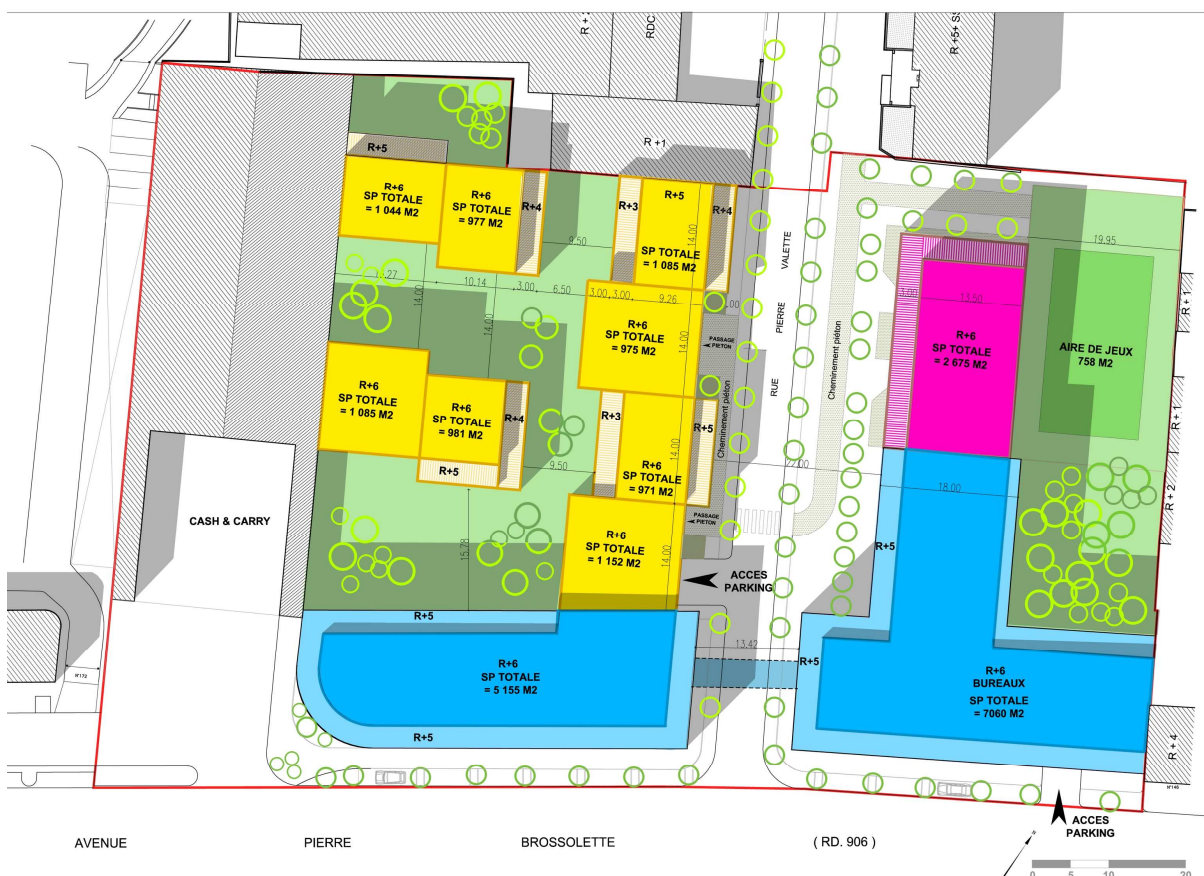 R+5+ SS
RDC
R +1
R+5
R+6
SP TOTALE
= 1 044 M2
R+6
SP TOTALE
= 977 M2
R+4
R+3
R+5
SP TOTALE
= 1 085 M2
R+4
14.00
9.50
10.14
3.00
6.50
3.00
3.00
9.26
14.00
14.00
R+6
SP TOTALE
= 975 M2
14.00
PASSAGE
PIETON
Cheminement piéton
RUE PIERRE VALETTE
Cheminement piéton
19.95
3.00
13.50
R+6
SP TOTALE
= 2 675 M2
AIRE DE JEUX
758 M2
R+1
R+1
R+2
R+6
SP TOTALE
= 1 085 M2
R+6
SP TOTALE
= 981 M2
R+4
R+5
9.50
R+3
R+5
14.00
R+6
SP TOTALE
= 971 M2
22.00
18.00
PASSAGE
PIETON
CASH & CARRY
15.78
R+6
SP TOTALE
= 1 152 M2
14.00
ACCES
PARKING
R+5
R+5
13.42
R+6
SP TOTALE
= 5 155 M2
R+5
R+5
R+6
BUREAUX
SP TOTALE
= 7060 M2
R + 4
N°172
N°148
ACCES
PARKING
AVENUE PIERRE BROSSOLETTE ( RD. 906 )
N
0 5 10 20